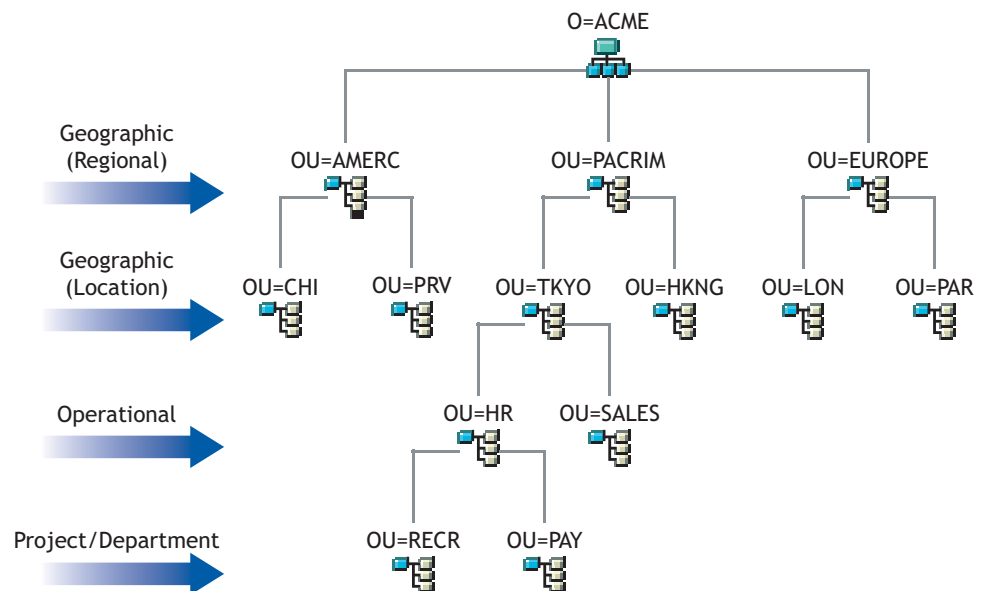 O=ACME
Geographic
(Regional)
OU=AMERC
OU=PACRIM
OU=EUROPE
Geographic
(Location)
OU=CHI
OU=PRV
OU=TKYO
OU=HKNG
OU=LON
OU=PAR
Operational
OU=HR
OU=SALES
Project/Department
OU=RECR
OU=PAY